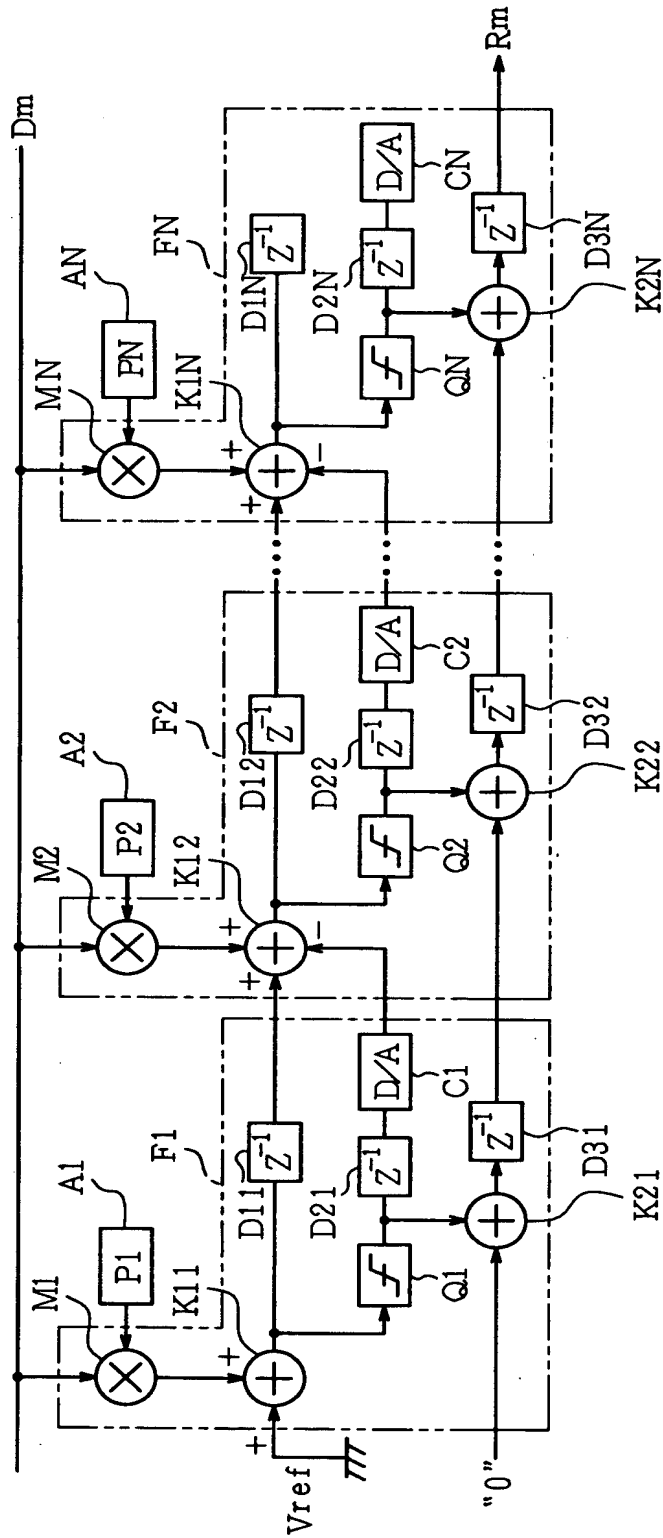 Dm
A1
A2
AN
M1
P1
M2
P2
MN
PN
K11
F1
K12
F2
K1N
FN
Vref
+
+
+
+
−
+
+
−
D11
Z⁻¹
D12
Z⁻¹
D1N
Z⁻¹
D21
Z⁻¹
D/A
D22
Z⁻¹
D/A
D2N
Z⁻¹
D/A
Q1
C1
Q2
C2
QN
CN
"0"
Z⁻¹
Z⁻¹
Z⁻¹
Rm
D31
D32
D3N
K21
K22
K2N